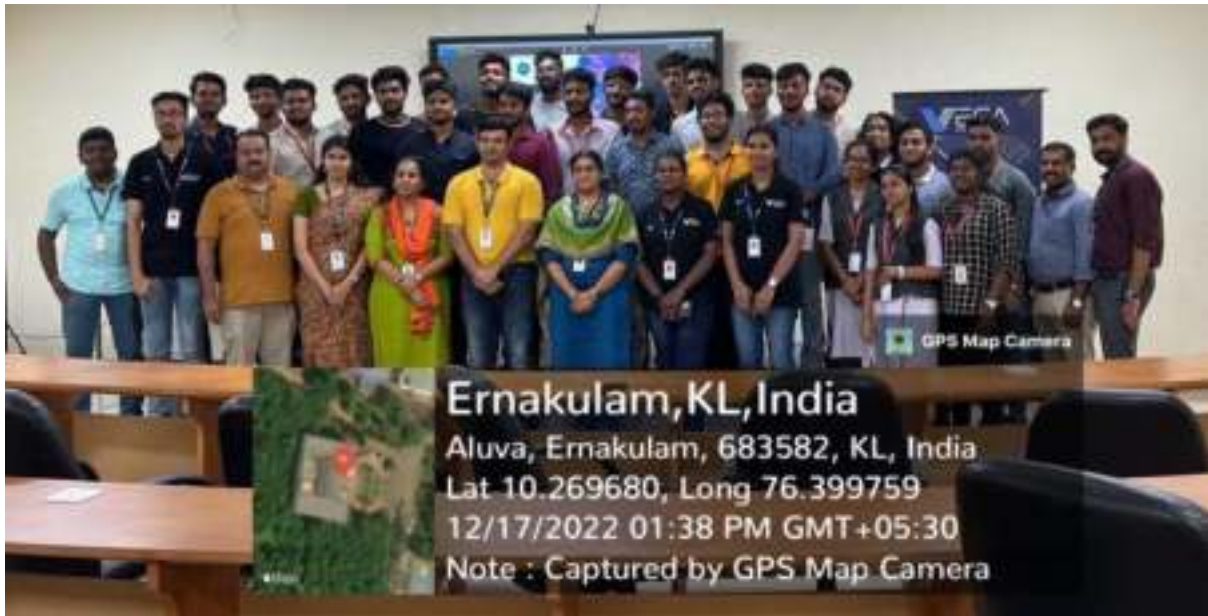 VEGA
GPS Map Camera
Ernakulam,KL,India
Aluva, Ernakulam, 683582, KL, India
Lat 10.269680, Long 76.399759
12/17/2022 01:38 PM GMT+05:30
Note : Captured by GPS Map Camera